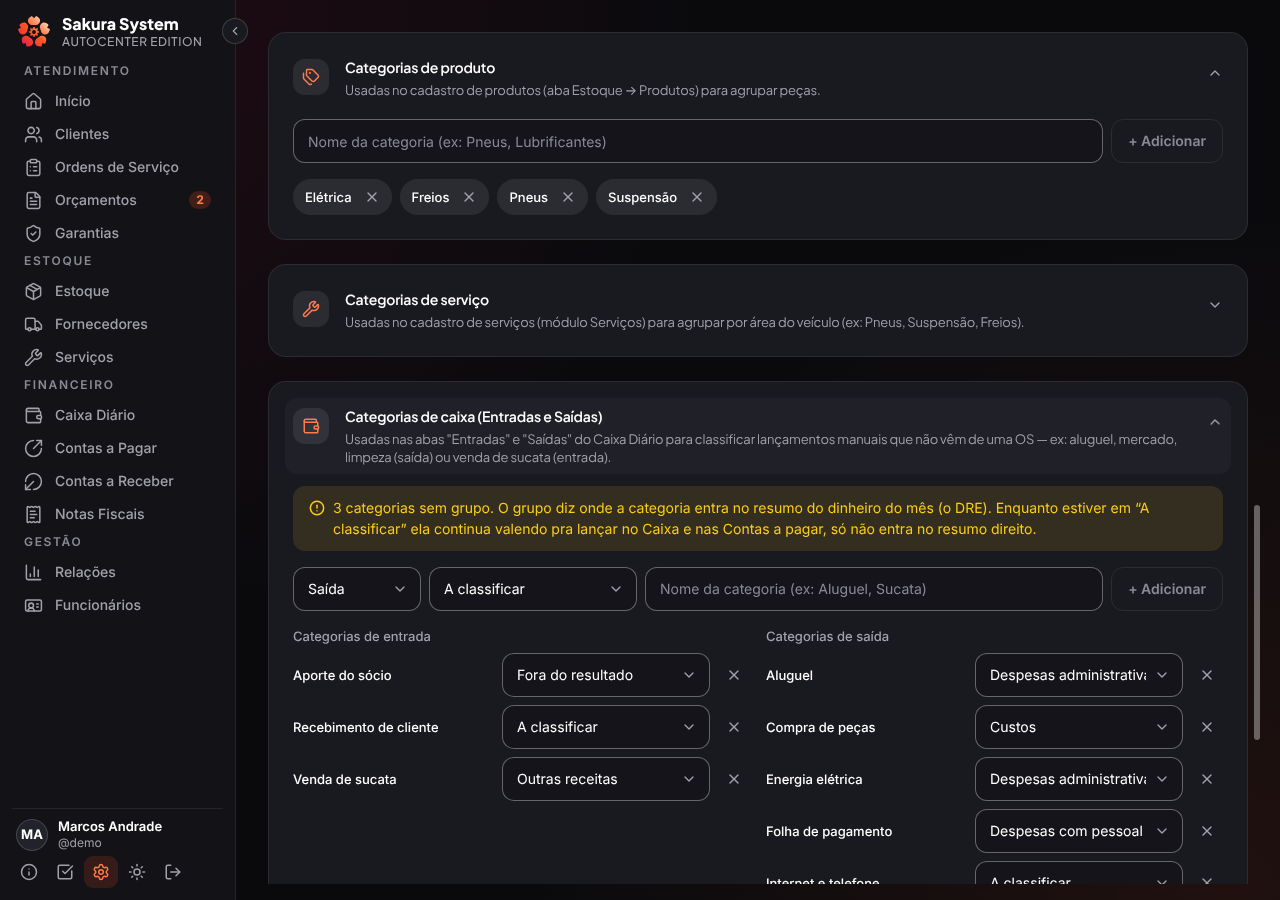 Sakura System
AUTOCENTER EDITION
ATENDIMENTO
Início
Clientes
Ordens de Serviço
Orçamentos
2
Garantias
ESTOQUE
Estoque
Fornecedores
Serviços
FINANCEIRO
Caixa Diário
Contas a Pagar
Contas a Receber
Notas Fiscais
GESTÃO
Relações
Funcionários
MA
Marcos Andrade
@demo
Categorias de produto
Usadas no cadastro de produtos (aba Estoque → Produtos) para agrupar peças.
Nome da categoria (ex: Pneus, Lubrificantes)
+ Adicionar
Elétrica
Freios
Pneus
Suspensão
Categorias de serviço
Usadas no cadastro de serviços (módulo Serviços) para agrupar por área do veículo (ex: Pneus, Suspensão, Freios).
Categorias de caixa (Entradas e Saídas)
Usadas nas abas "Entradas" e "Saídas" do Caixa Diário para classificar lançamentos manuais que não vêm de uma OS — ex: aluguel, mercado,
limpeza (saída) ou venda de sucata (entrada).
3 categorias sem grupo. O grupo diz onde a categoria entra no resumo do dinheiro do mês (o DRE). Enquanto estiver em “A
classificar” ela continua valendo pra lançar no Caixa e nas Contas a pagar, só não entra no resumo direito.
Saída
A classificar
Nome da categoria (ex: Aluguel, Sucata)
+ Adicionar
Categorias de entrada
Aporte do sócio
Fora do resultado
Recebimento de cliente
A classificar
Venda de sucata
Outras receitas
Categorias de saída
Aluguel
Despesas administrativa
Compra de peças
Custos
Energia elétrica
Despesas administrativa
Folha de pagamento
Despesas com pessoal
Internet e telefone
A classificar